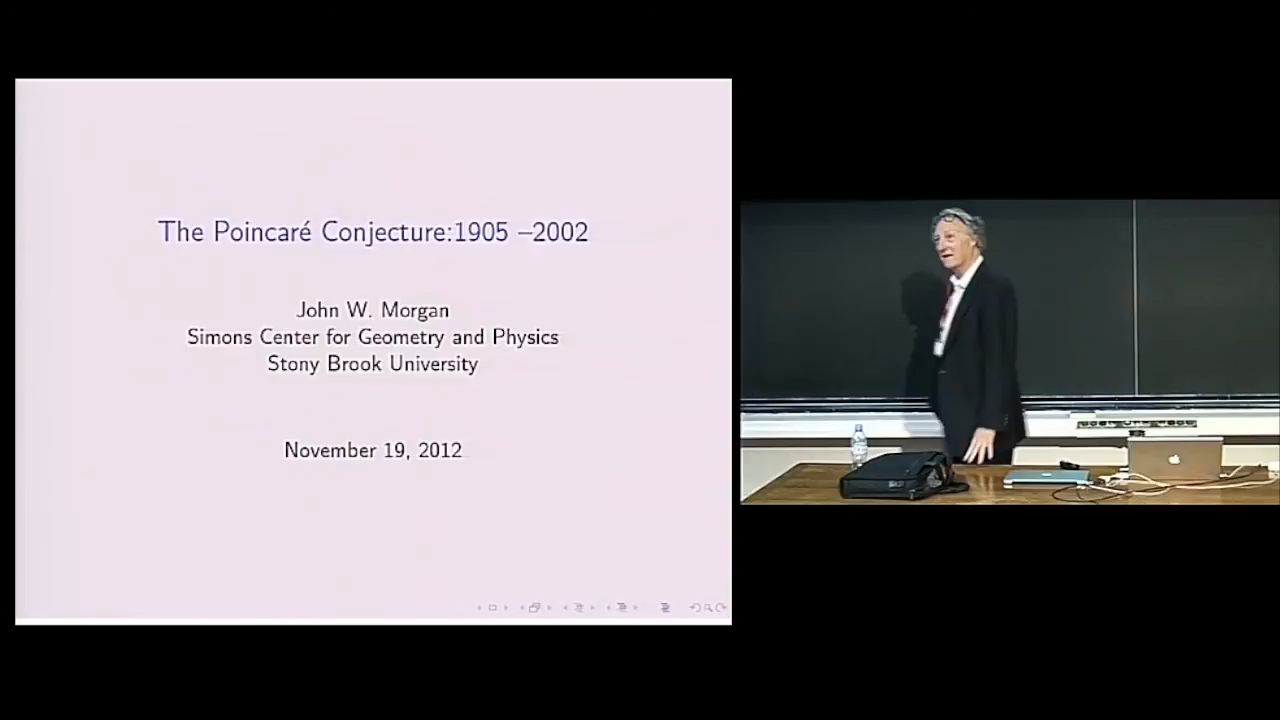 The Poincaré Conjecture:1905 –2002
John W. Morgan
Simons Center for Geometry and Physics
Stony Brook University
November 19, 2012